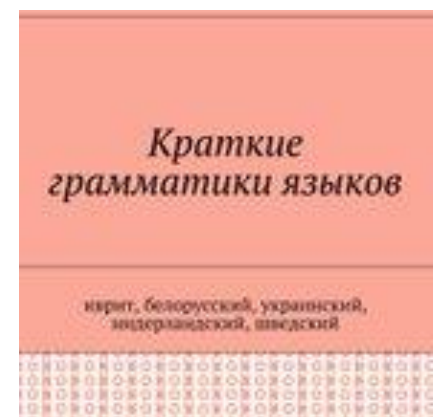 Краткие
грамматики языков
иврит, белорусский, украинский,
нидерландский, шведский